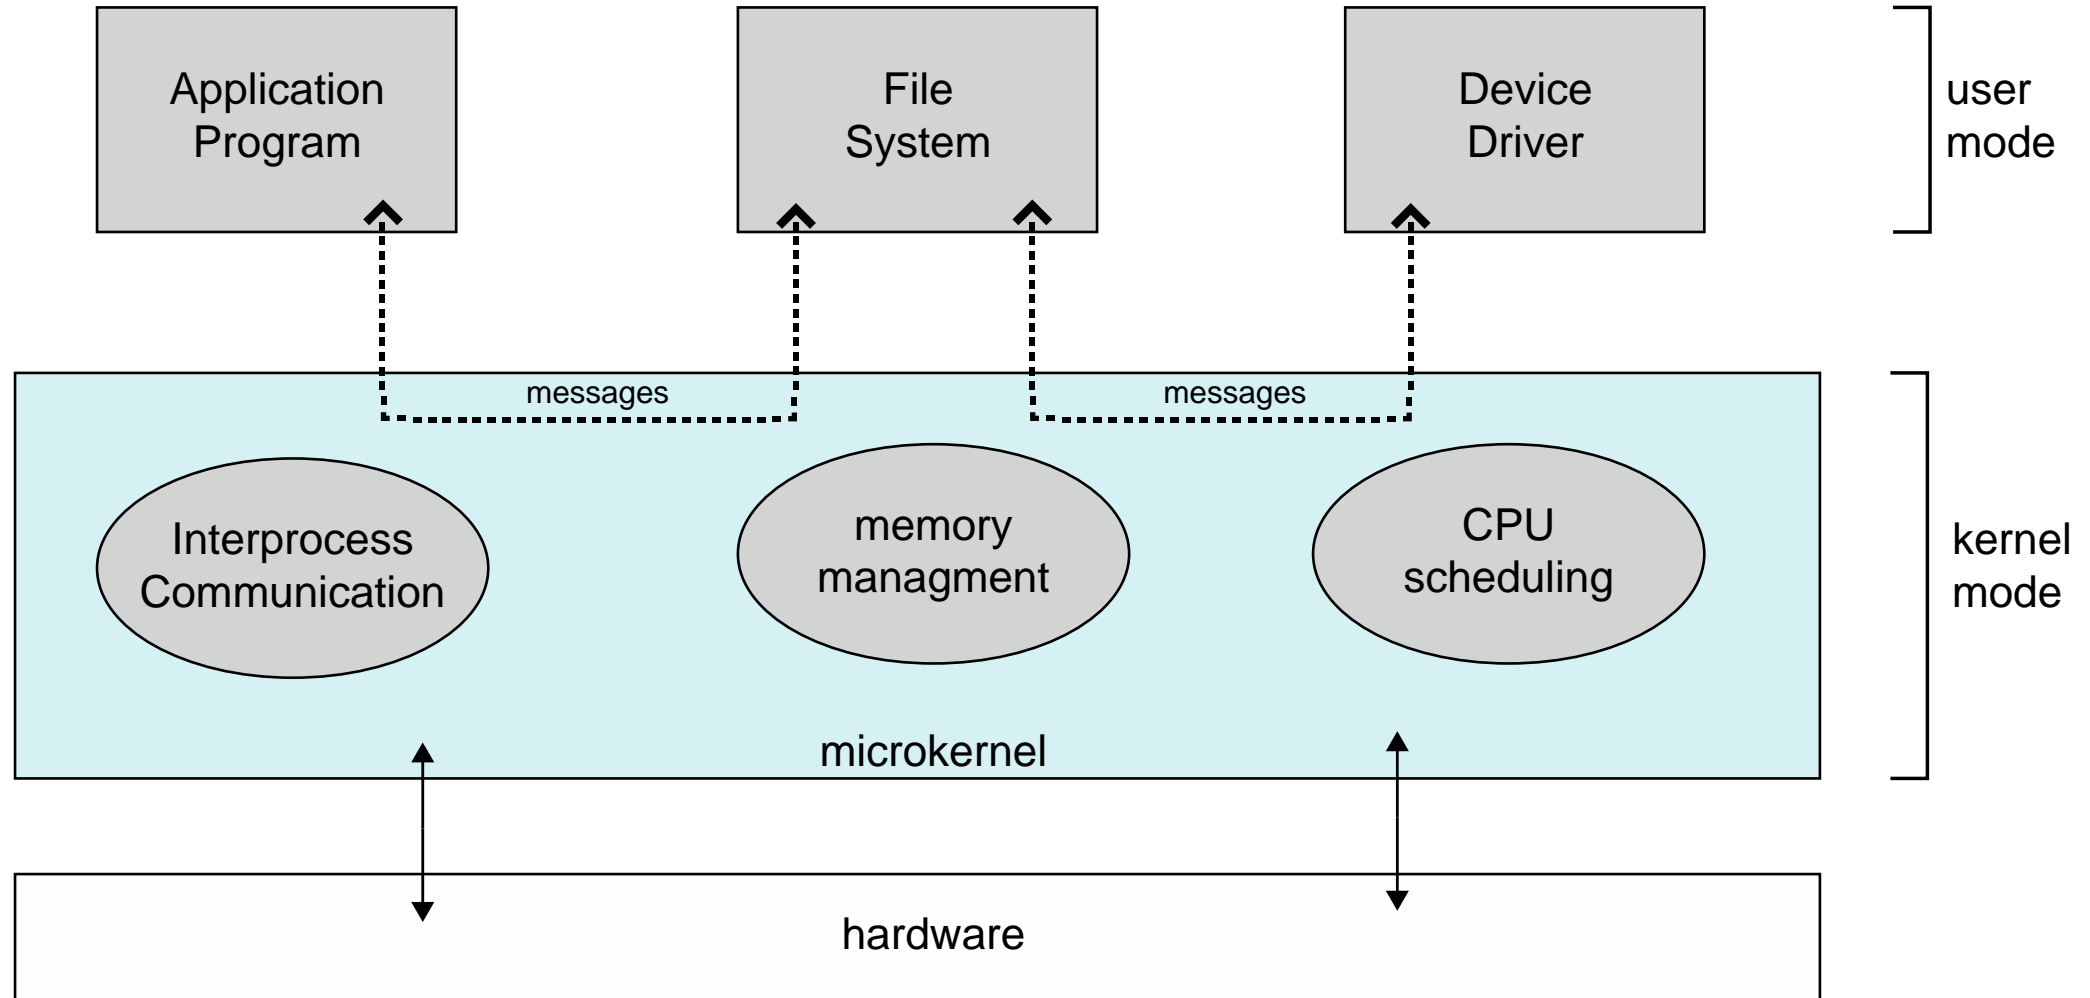 Application
Program
File
System
Device
Driver
user
mode
messages
messages
Interprocess
Communication
memory
managment
CPU
scheduling
kernel
mode
microkernel
hardware